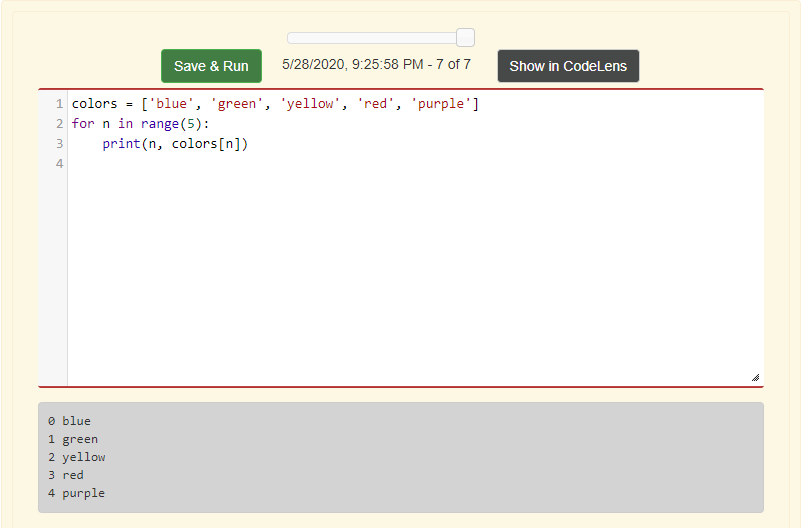 Save & Run 5/28/2020, 9:25:58 PM - 7 of 7 Show in CodeLens
1 colors = ['blue', 'green', 'yellow', 'red', 'purple']
2 for n in range(5):
3     print(n, colors[n])
4
0 blue
1 green
2 yellow
3 red
4 purple